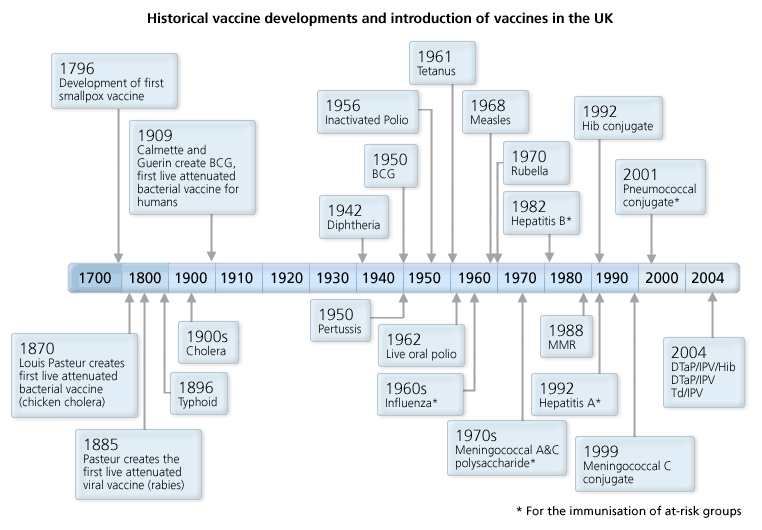 Historical vaccine developments and introduction of vaccines in the UK
1796
Development of first
smallpox vaccine
1909
Calmette and
Guerin create BCG,
first live attenuated
bacterial vaccine for
humans
1942
Diphtheria
1956
Inactivated Polio
1950
BCG
1961
Tetanus
1968
Measles
1970
Rubella
1982
Hepatitis B*
1992
Hib conjugate
2001
Pneumococcal
conjugate*
1700 1800 1900 1910 1920 1930 1940 1950 1960 1970 1980 1990 2000 2004
1870
Louis Pasteur creates
first live attenuated
bacterial vaccine
(chicken cholera)
1885
Pasteur creates the
first live attenuated
viral vaccine (rabies)
1896
Typhoid
1900s
Cholera
1950
Pertussis
1962
Live oral polio
1960s
Influenza*
1970s
Meningococcal A&C
polysaccharide*
1988
MMR
1992
Hepatitis A*
1999
Meningococcal C
conjugate
2004
DTaP/IPV/Hib
DTaP/IPV
Td/IPV
* For the immunisation of at-risk groups